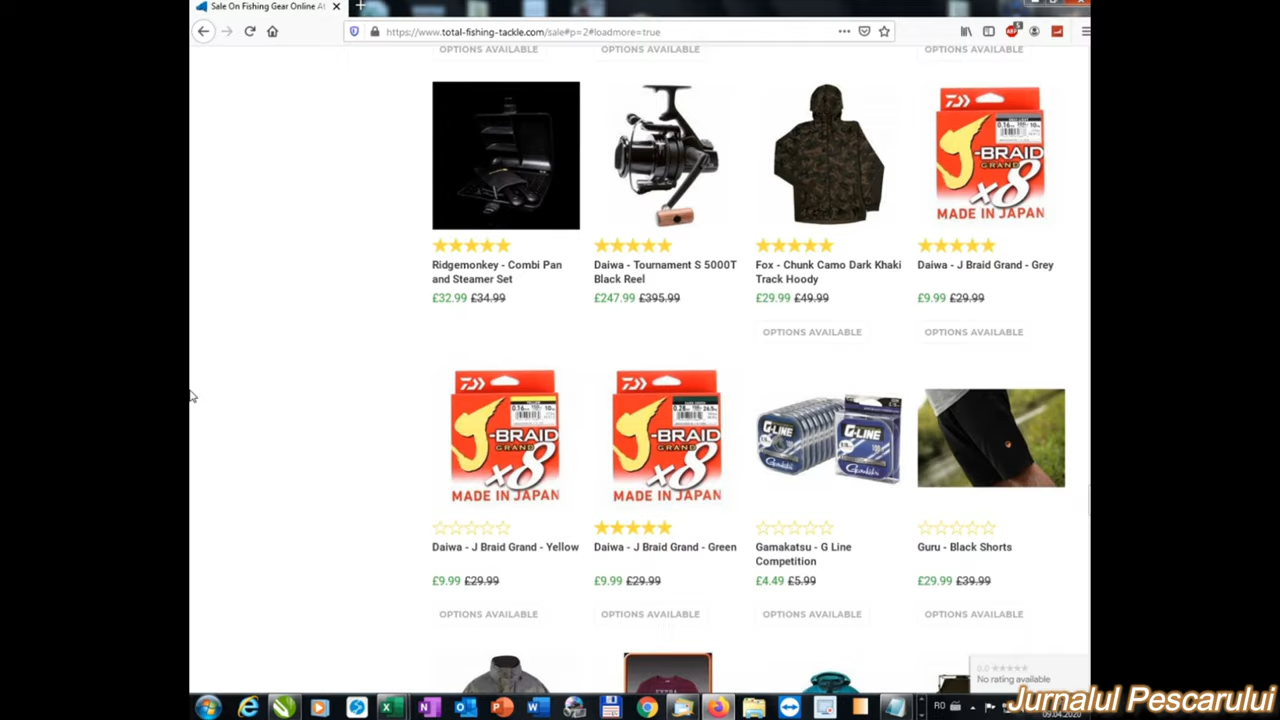 Sale On Fishing Gear Online At
https://www.total-fishing-tackle.com/sale#p=2#loadmore=true
OPTIONS AVAILABLE
OPTIONS AVAILABLE
OPTIONS AVAILABLE
J-BRAID
GRAND
x8
MADE IN JAPAN
Ridgemonkey - Combi Pan
and Steamer Set
£32.99 £34.99
Daiwa - Tournament S 5000T
Black Reel
£247.99 £395.99
Fox - Chunk Camo Dark Khaki
Track Hoody
£29.99 £49.99
OPTIONS AVAILABLE
Daiwa - J Braid Grand - Grey
£9.99 £29.99
OPTIONS AVAILABLE
J-BRAID
GRAND
x8
MADE IN JAPAN
J-BRAID
GRAND
x8
MADE IN JAPAN
G-LINE
G-LINE
Gamakatsu
Daiwa - J Braid Grand - Yellow
£9.99 £29.99
OPTIONS AVAILABLE
Daiwa - J Braid Grand - Green
£9.99 £29.99
OPTIONS AVAILABLE
Gamakatsu - G Line
Competition
£4.49 £5.99
OPTIONS AVAILABLE
Guru - Black Shorts
£29.99 £39.99
OPTIONS AVAILABLE
0.0
No rating available
RO
09.04.2020
Jurnalul Pescarului